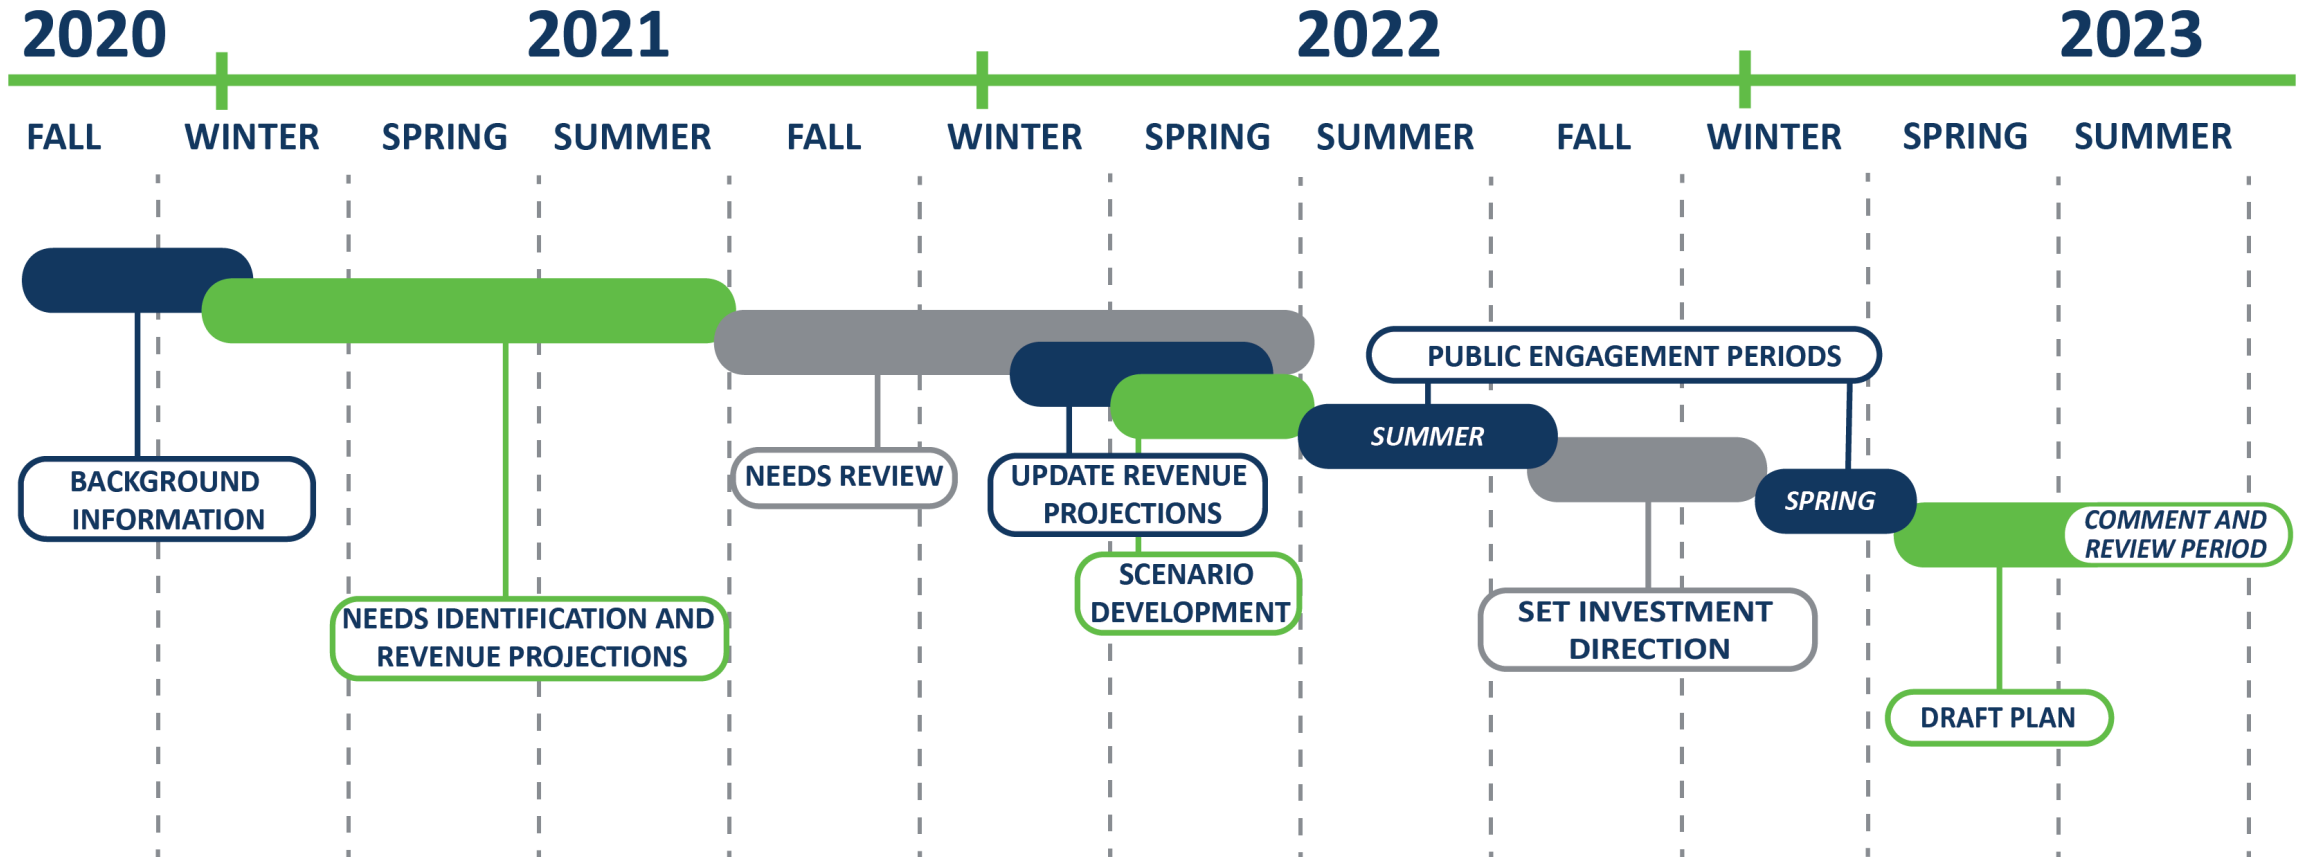 2020
2021
2022
2023
FALL
WINTER
SPRING
SUMMER
FALL
WINTER
SPRING
SUMMER
FALL
WINTER
SPRING
SUMMER
PUBLIC ENGAGEMENT PERIODS
SUMMER
BACKGROUND
INFORMATION
NEEDS REVIEW
UPDATE REVENUE
PROJECTIONS
SPRING
COMMENT AND
REVIEW PERIOD
SCENARIO
DEVELOPMENT
NEEDS IDENTIFICATION AND
REVENUE PROJECTIONS
SET INVESTMENT
DIRECTION
DRAFT PLAN